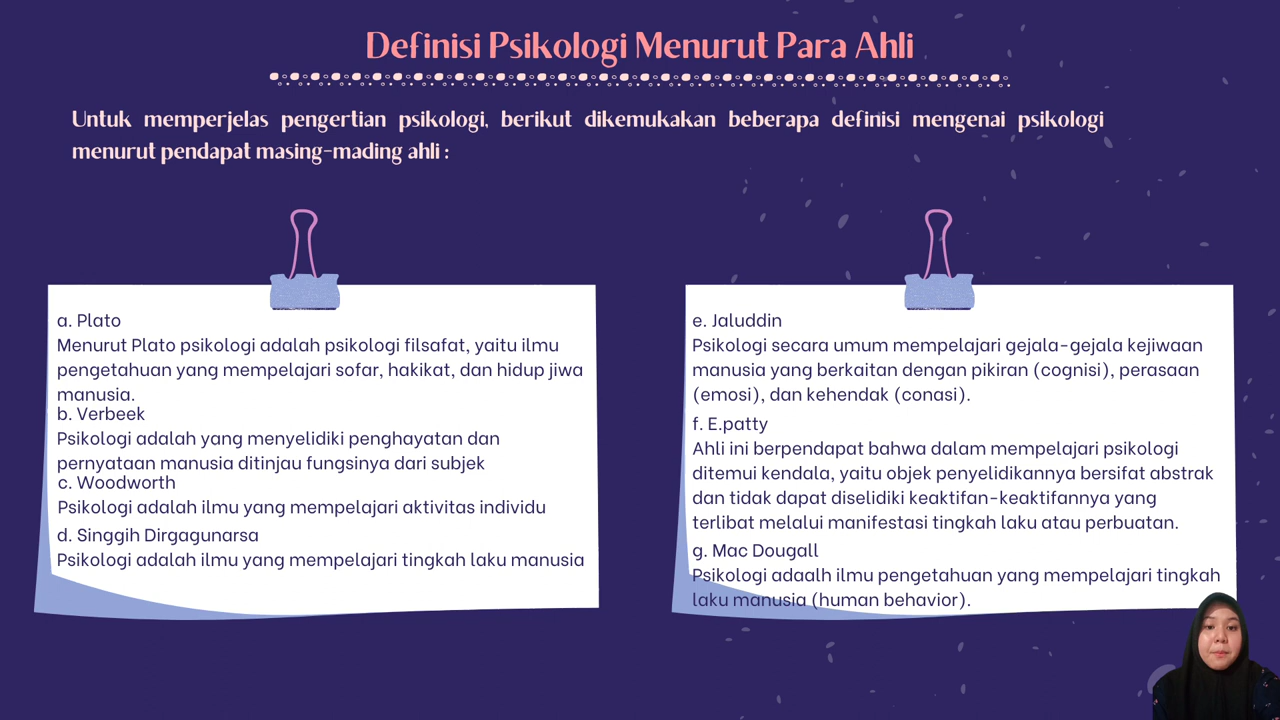 Definisi Psikologi Menurut Para Ahli
Untuk memperjelas pengertian psikologi, berikut dikemukakan beberapa definisi mengenai psikologi
menurut pendapat masing-mading ahli :
a. Plato
Menurut Plato psikologi adalah psikologi filsafat, yaitu ilmu
pengetahuan yang mempelajari sofar, hakikat, dan hidup jiwa
manusia.
b. Verbeek
Psikologi adalah yang menyelidiki penghayatan dan
pernyataan manusia ditinjau fungsinya dari subjek
c. Woodworth
Psikologi adalah ilmu yang mempelajari aktivitas individu
d. Singgih Dirgagunarsa
Psikologi adalah ilmu yang mempelajari tingkah laku manusia
e. Jaluddin
Psikologi secara umum mempelajari gejala-gejala kejiwaan
manusia yang berkaitan dengan pikiran (cognisi), perasaan
(emosi), dan kehendak (conasi).
f. E.patty
Ahli ini berpendapat bahwa dalam mempelajari psikologi
ditemui kendala, yaitu objek penyelidikannya bersifat abstrak
dan tidak dapat diselidiki keaktifan-keaktifannya yang
terlibat melalui manifestasi tingkah laku atau perbuatan.
g. Mac Dougall
Psikologi adaalh ilmu pengetahuan yang mempelajari tingkah
laku manusia (human behavior).